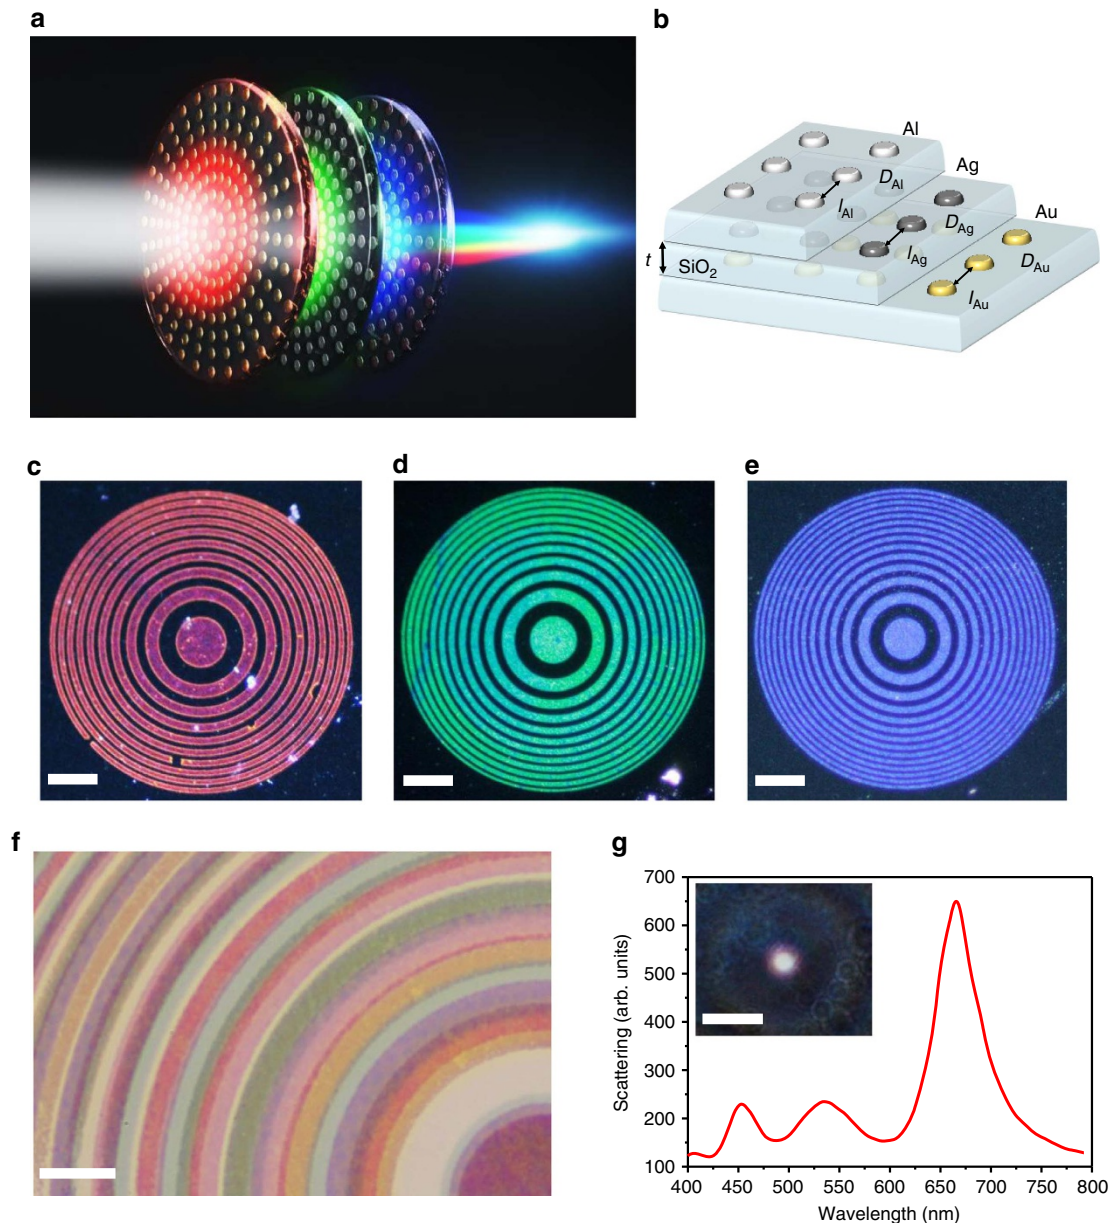 a
b
Al
D_Al
l_Al
Ag
D_Ag
l_Ag
Au
D_Au
l_Au
t
SiO₂
c
d
e
f
g
Scattering (arb. units)
700
600
500
400
300
200
100
400 450 500 550 600 650 700 750 800
Wavelength (nm)